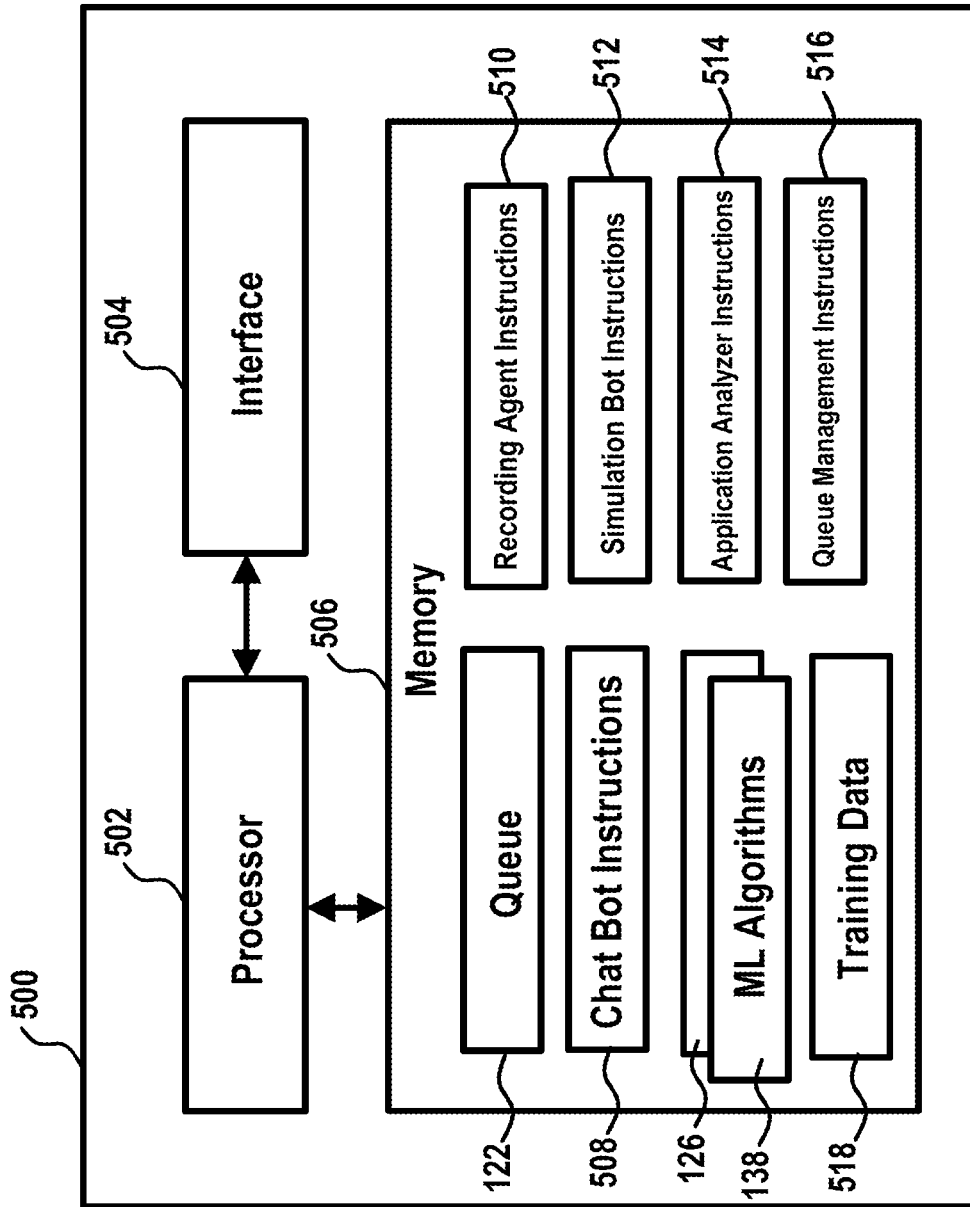 500
502
504
Processor
Interface
506
Memory
Queue
Recording Agent Instructions
122
510
Chat Bot Instructions
Simulation Bot Instructions
508
512
ML Algorithms
Application Analyzer Instructions
126
138
514
Training Data
Queue Management Instructions
518
516